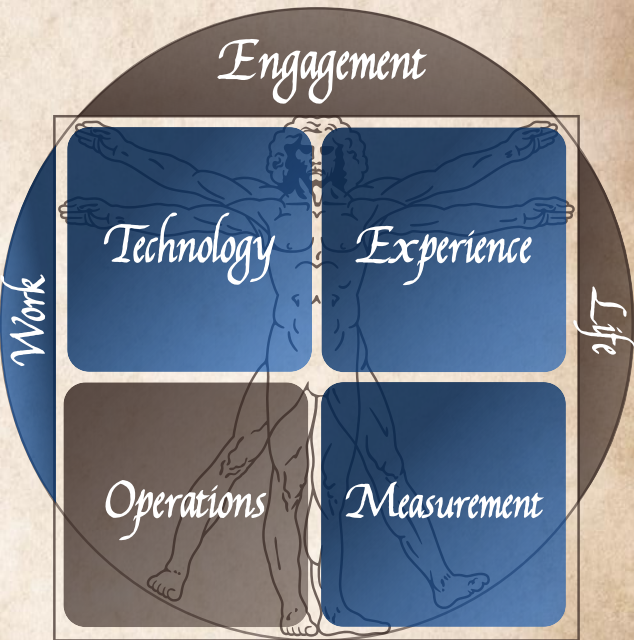 Engagement
Technology
Experience
Work
Life
Operations
Measurement